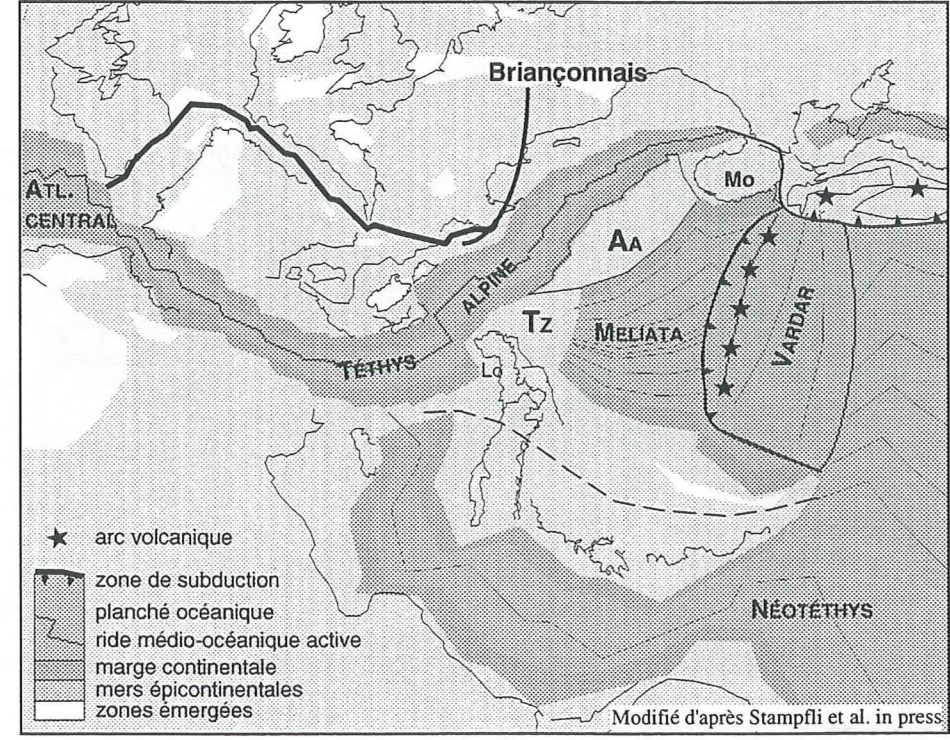 Briançonnais
ATL.
CENTRAL
Mo
AA
ALPINE
TZ
MELIATA
VARDAR
TÉTHYS
Lo
arc volcanique
zone de subduction
planché océanique
ride médio-océanique active
marge continentale
mers épicontinentales
zones émergées
NÉOTÉTHYS
Modifié d'après Stampfli et al. in press